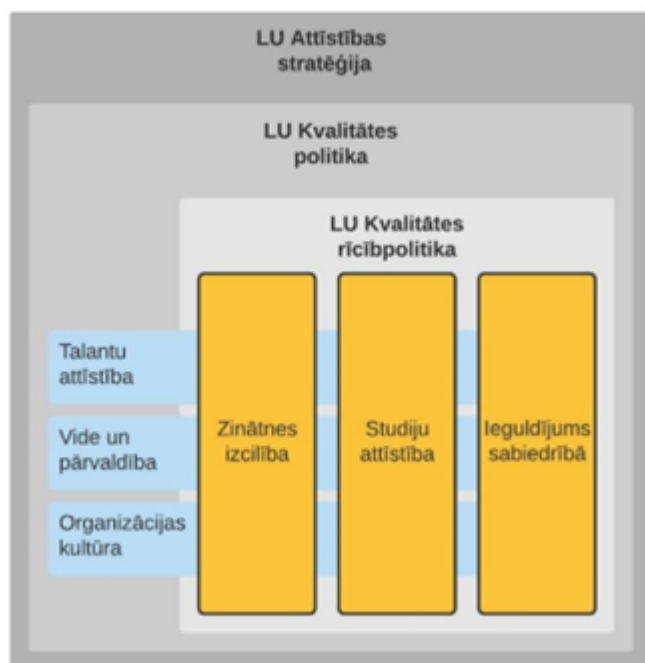 LU Attīstības
stratēģija
LU Kvalitātes
politika
LU Kvalitātes
rīcībpolitika
Talantu
attīstība
Vide un
pārvaldība
Organizācijas
kultūra
Zinātnes
izcilība
Studiju
attīstība
Ieguldījums
sabiedrībā